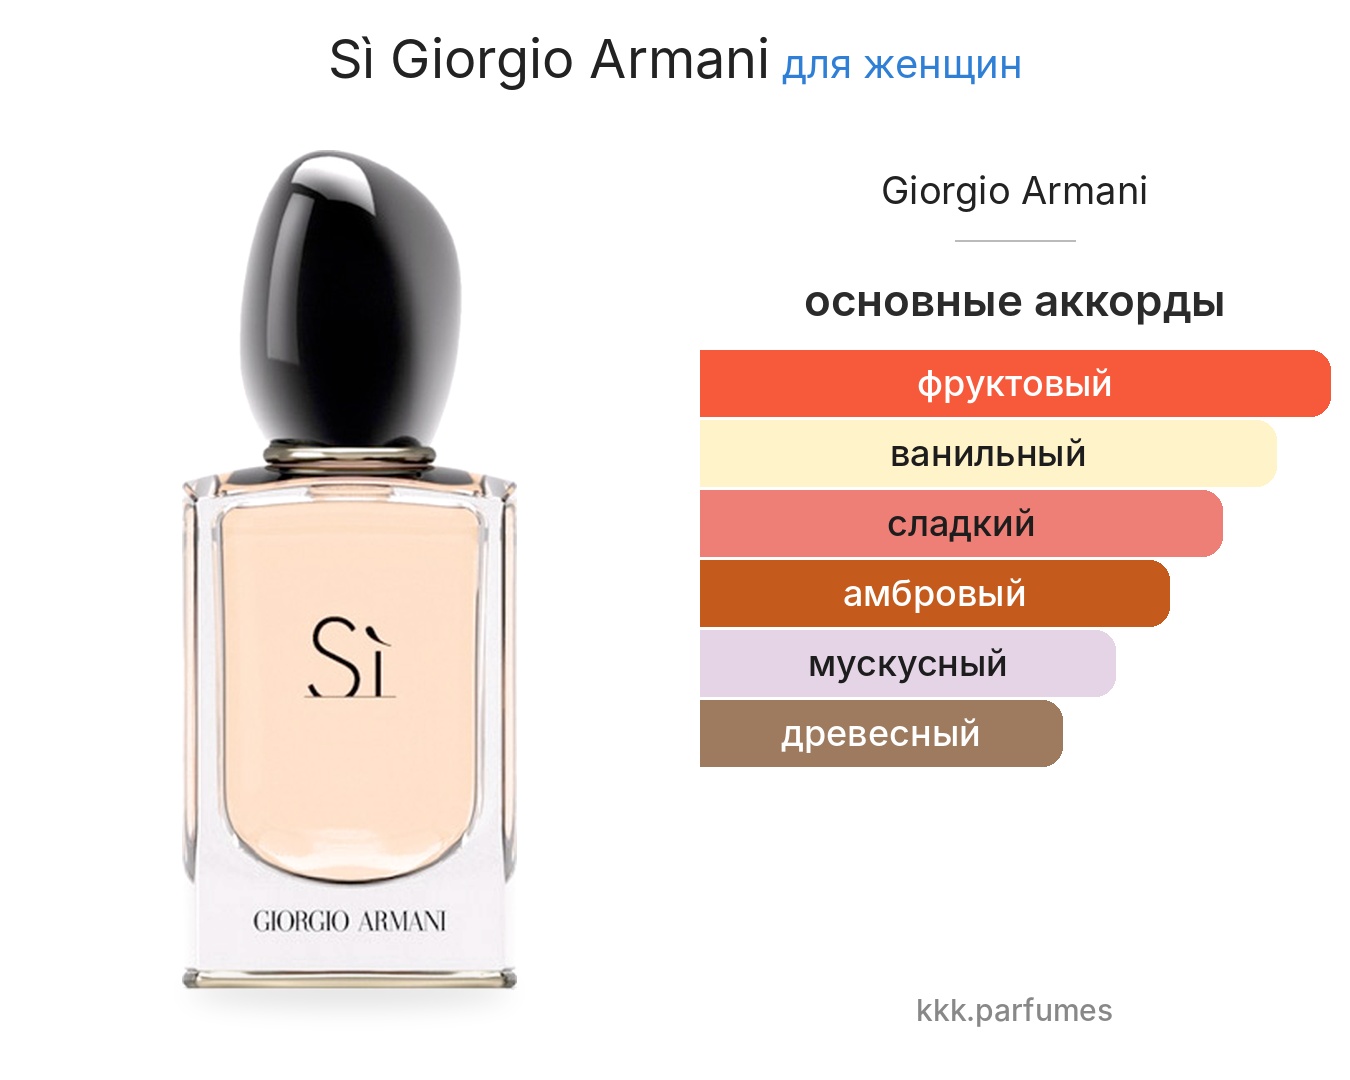 Sì Giorgio Armani для женщин
Giorgio Armani
основные аккорды
фруктовый
ванильный
сладкий
амбровый
мускусный
древесный
Sì
GIORGIO ARMANI
kkk.parfumes